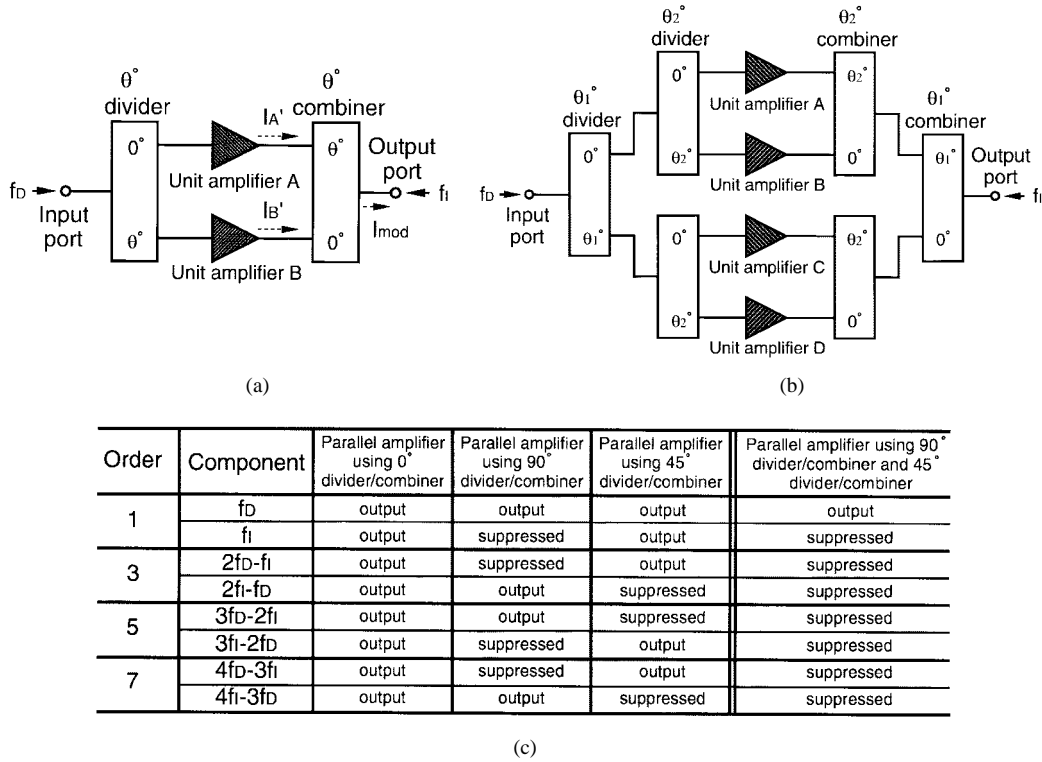 θ°
divider
θ°
combiner
IA'
0°
θ°
Output
port
fD
Unit amplifier A
fI
Input
port
IB'
Imod
θ°
0°
Unit amplifier B
(a)
θ2°
divider
θ2°
combiner
0°
θ2°
θ1°
divider
Unit amplifier A
θ1°
combiner
0°
θ2°
0°
θ1°
Output
port
Unit amplifier B
fD
fI
Input
port
θ1°
0°
θ2°
0°
Unit amplifier C
θ2°
0°
Unit amplifier D
(b)
Order Component Parallel amplifier using 0° divider/combiner Parallel amplifier using 90° divider/combiner Parallel amplifier using 45° divider/combiner Parallel amplifier using 90° divider/combiner and 45° divider/combiner
1 fD output output output output
fI output suppressed output suppressed
3 2fD-fI output suppressed output suppressed
2fI-fD output output suppressed suppressed
5 3fD-2fI output output suppressed suppressed
3fI-2fD output suppressed output suppressed
7 4fD-3fI output suppressed output suppressed
4fI-3fD output output suppressed suppressed
(c)